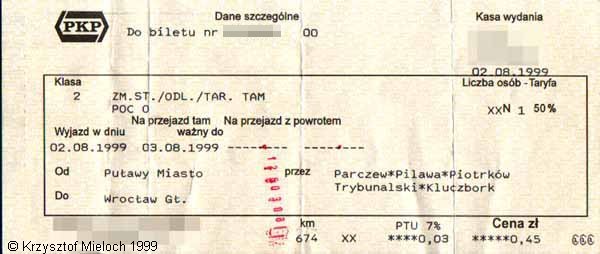 PKP
Dane szczególne
Kasa wydania
Do biletu nr 00
02.08.1999
Klasa
Liczba osób - Taryfa
2 ZM.ST./ODL./TAR. TAM
POC O
XXN 1 50%
Na przejazd tam Na przejazd z powrotem
Wyjazd w dniu ważny do
02.08.1999 03.08.1999 -------- --------
Od Puławy Miasto przez Parczew*Pilawa*Piotrków
Trybunalski*Kluczbork
Do Wrocław Gt.
km PTU 7% Cena zł
674 XX ****0,03 *****0,45
© Krzysztof Mieloch 1999